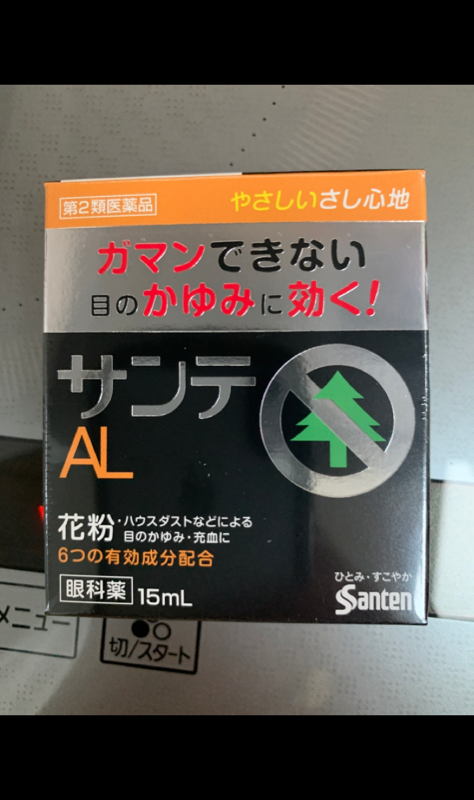 第2類医薬品
やさしいさし心地
ガマンできない
目のかゆみに効く!
サンテ
AL
花粉・ハウスダストなどによる
目のかゆみ・充血に
6つの有効成分配合
眼科薬 15mL
ひとみ・すこやか
Santen
メニュー
切/スタート